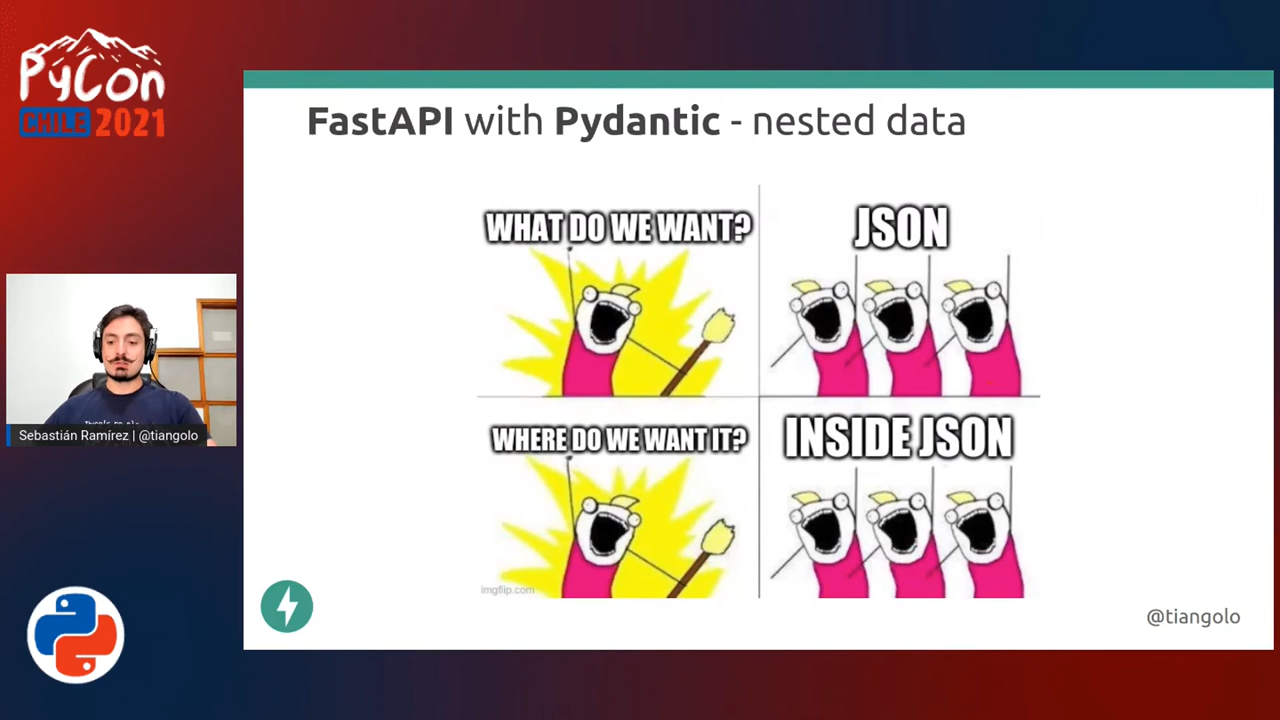 PyCon
CHILE 2021
FastAPI with Pydantic - nested data
WHAT DO WE WANT?
JSON
WHERE DO WE WANT IT?
INSIDE JSON
imgflip.com
Sebastián Ramírez | @tiangolo
@tiangolo